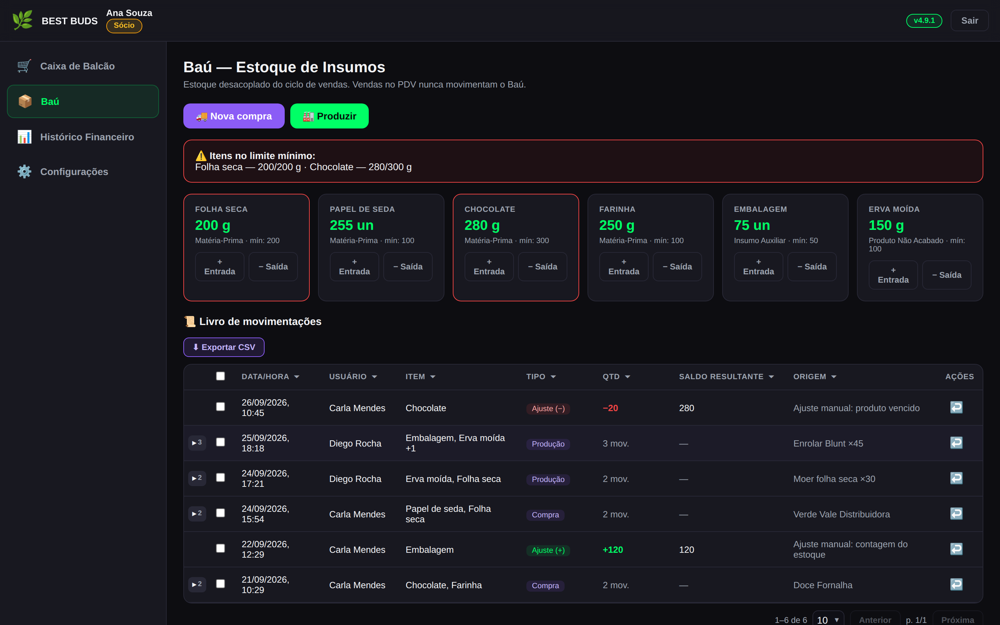 BEST BUDS
Ana Souza
Sócio
v4.9.1
Sair
Caixa de Balcão
Baú
Histórico Financeiro
Configurações
Baú — Estoque de Insumos
Estoque desacoplado do ciclo de vendas. Vendas no PDV nunca movimentam o Baú.
Nova compra
Produzir
Itens no limite mínimo:
Folha seca — 200/200 g · Chocolate — 280/300 g
FOLHA SECA
200 g
Matéria-Prima · mín: 200
+
Entrada
− Saída
PAPEL DE SEDA
255 un
Matéria-Prima · mín: 100
+
Entrada
− Saída
CHOCOLATE
280 g
Matéria-Prima · mín: 300
+
Entrada
− Saída
FARINHA
250 g
Matéria-Prima · mín: 100
+
Entrada
− Saída
EMBALAGEM
75 un
Insumo Auxiliar · mín: 50
+
Entrada
− Saída
ERVA MOÍDA
150 g
Produto Não Acabado · mín:
100
+
Entrada
− Saída
Livro de movimentações
⬇ Exportar CSV
DATA/HORA USUÁRIO ITEM TIPO QTD SALDO RESULTANTE ORIGEM AÇÕES
26/09/2026,
10:45
Carla Mendes
Chocolate
Ajuste (−)
−20
280
Ajuste manual: produto vencido
▶ 3
25/09/2026,
18:18
Diego Rocha
Embalagem, Erva moída
+1
Produção
3 mov.
—
Enrolar Blunt ×45
▶ 2
24/09/2026,
17:21
Diego Rocha
Erva moída, Folha seca
Produção
2 mov.
—
Moer folha seca ×30
▶ 2
24/09/2026,
15:54
Carla Mendes
Papel de seda, Folha
seca
Compra
2 mov.
—
Verde Vale Distribuidora
22/09/2026,
12:29
Carla Mendes
Embalagem
Ajuste (+)
+120
120
Ajuste manual: contagem do
estoque
▶ 2
21/09/2026,
10:29
Carla Mendes
Chocolate, Farinha
Compra
2 mov.
—
Doce Fornalha
1–6 de 6
10
Anterior
p. 1/1
Próxima